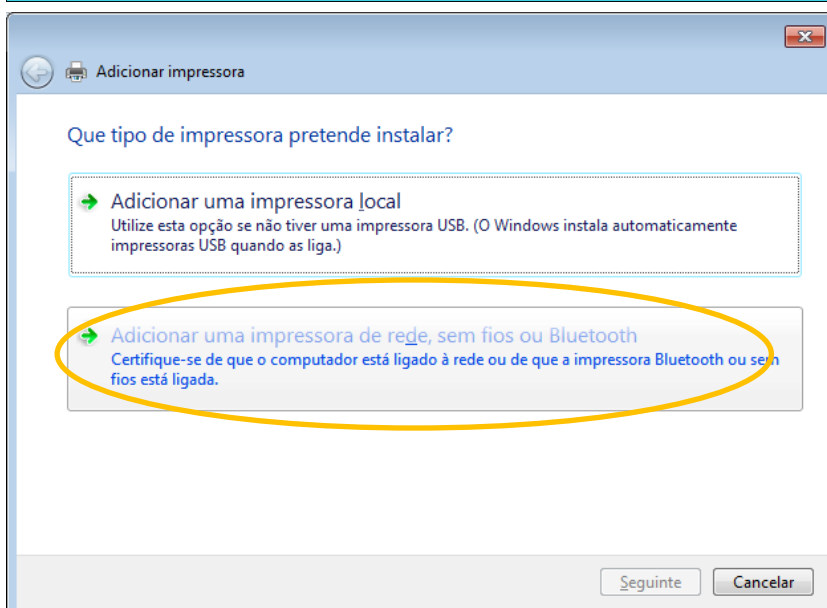 Adicionar impressora
Que tipo de impressora pretende instalar?
Adicionar uma impressora local
Utilize esta opção se não tiver uma impressora USB. (O Windows instala automaticamente
impressoras USB quando as liga.)
Adicionar uma impressora de rede, sem fios ou Bluetooth
Certifique-se de que o computador está ligado à rede ou de que a impressora Bluetooth ou sem
fios está ligada.
Seguinte
Cancelar